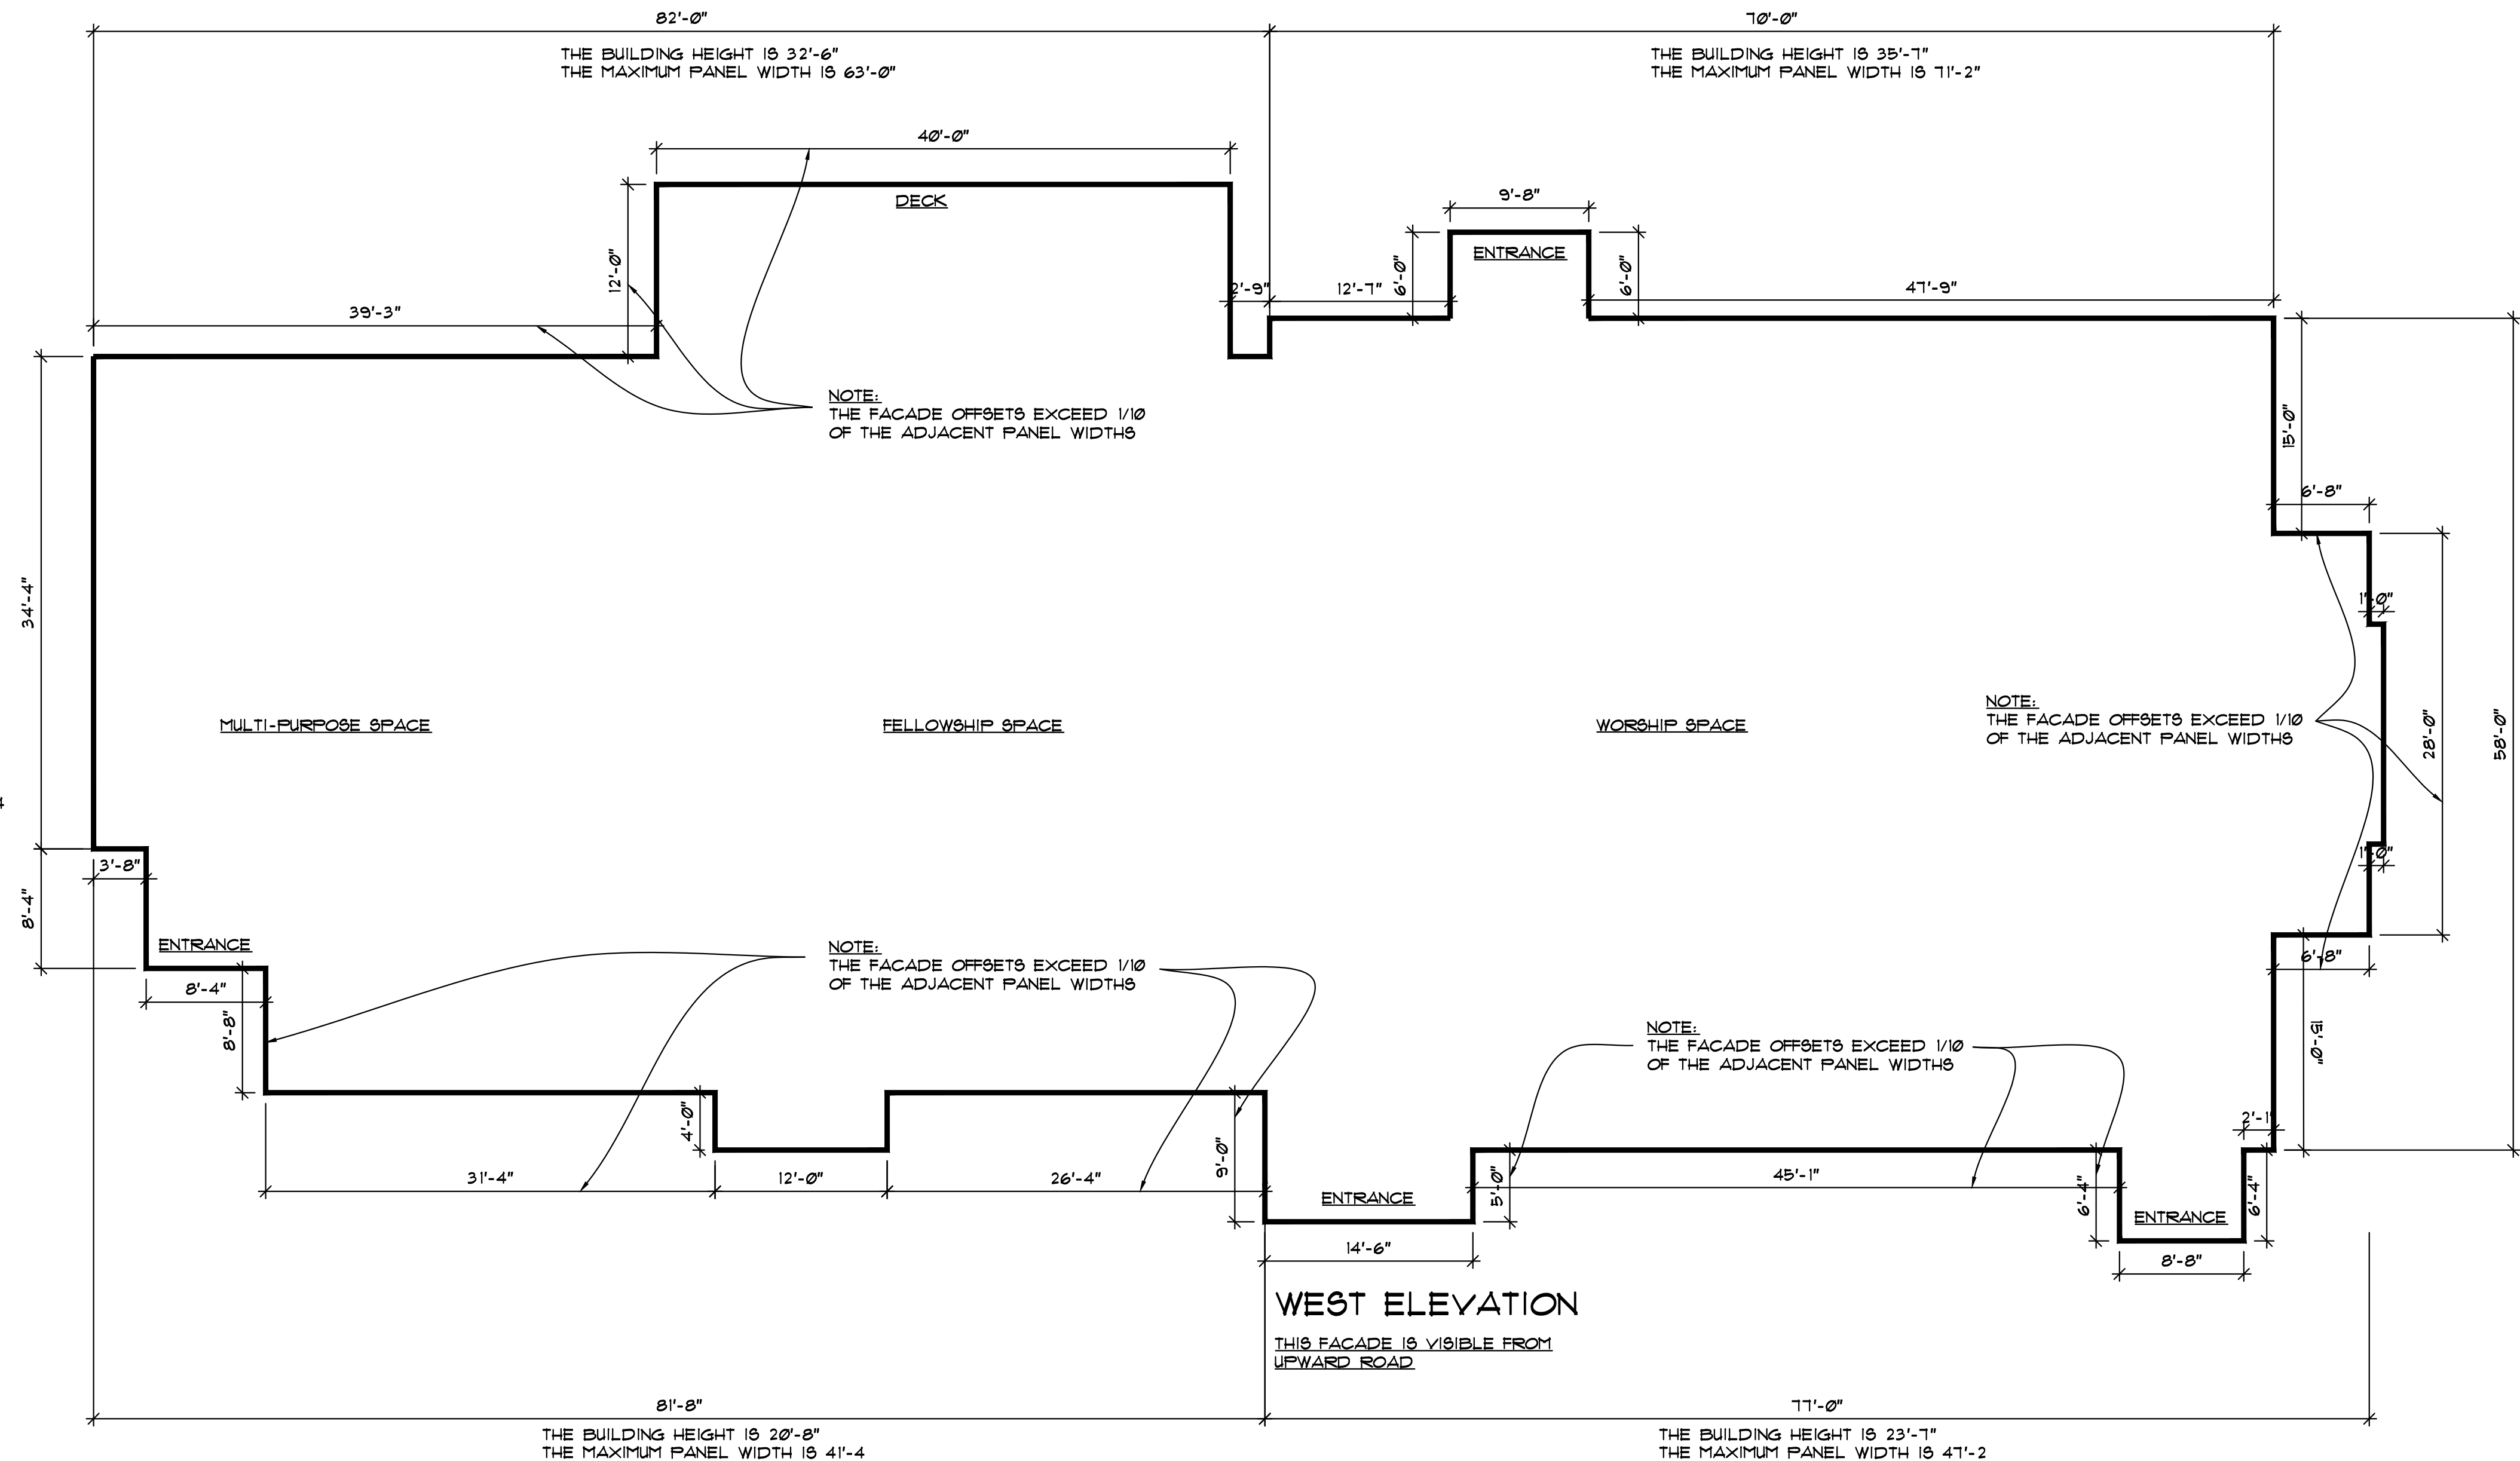 82'-0"
70'-0"
THE BUILDING HEIGHT IS 32'-6"
THE MAXIMUM PANEL WIDTH IS 63'-0"
THE BUILDING HEIGHT IS 35'-7"
THE MAXIMUM PANEL WIDTH IS 71'-2"
40'-0"
DECK
9'-8"
ENTRANCE
12'-0"
6'-0"
6'-0"
39'-3"
2'-9"
12'-7"
47'-9"
NOTE:
THE FACADE OFFSETS EXCEED 1/10
OF THE ADJACENT PANEL WIDTHS
15'-0"
6'-8"
34'-4"
1'-0"
MULTI-PURPOSE SPACE
FELLOWSHIP SPACE
WORSHIP SPACE
NOTE:
THE FACADE OFFSETS EXCEED 1/10
OF THE ADJACENT PANEL WIDTHS
28'-0"
58'-0"
3'-8"
8'-4"
1'-0"
ENTRANCE
NOTE:
THE FACADE OFFSETS EXCEED 1/10
OF THE ADJACENT PANEL WIDTHS
6'-8"
8'-4"
8'-8"
NOTE:
THE FACADE OFFSETS EXCEED 1/10
OF THE ADJACENT PANEL WIDTHS
15'-0"
4'-0"
2'-1"
9'-0"
31'-4"
12'-0"
26'-4"
5'-0"
45'-1"
6'-4"
6'-4"
ENTRANCE
ENTRANCE
14'-6"
8'-8"
WEST ELEVATION
THIS FACADE IS VISIBLE FROM
UPWARD ROAD
81'-8"
77'-0"
THE BUILDING HEIGHT IS 20'-8"
THE MAXIMUM PANEL WIDTH IS 41'-4
THE BUILDING HEIGHT IS 23'-7"
THE MAXIMUM PANEL WIDTH IS 47'-2